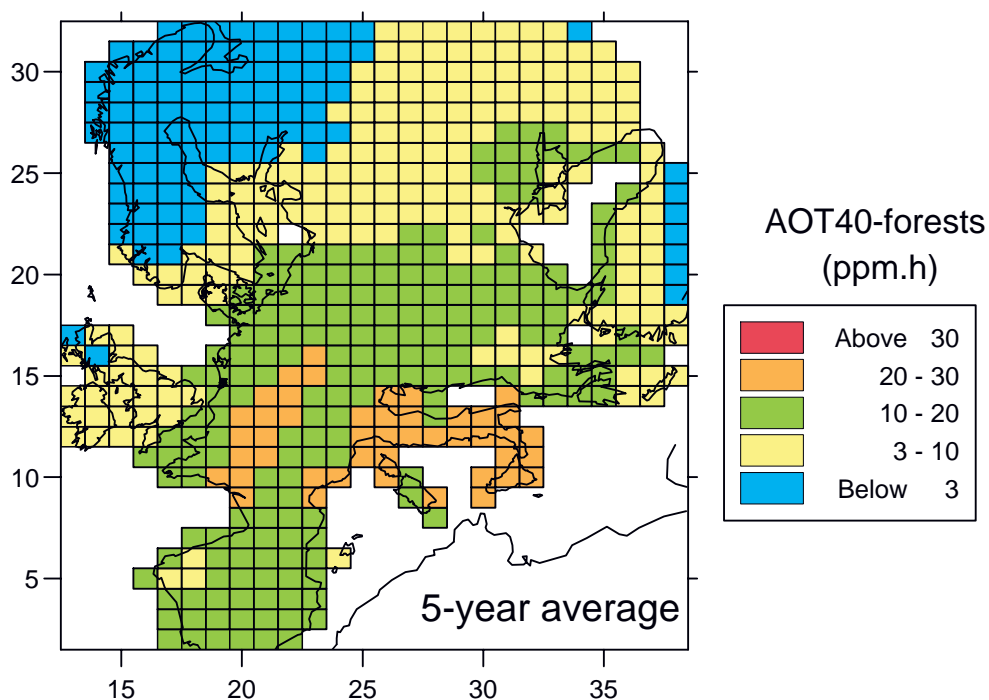 30
25
20
15
10
5
15 20 25 30 35
5-year average
AOT40-forests
(ppm.h)
Above 30
20 - 30
10 - 20
3 - 10
Below 3